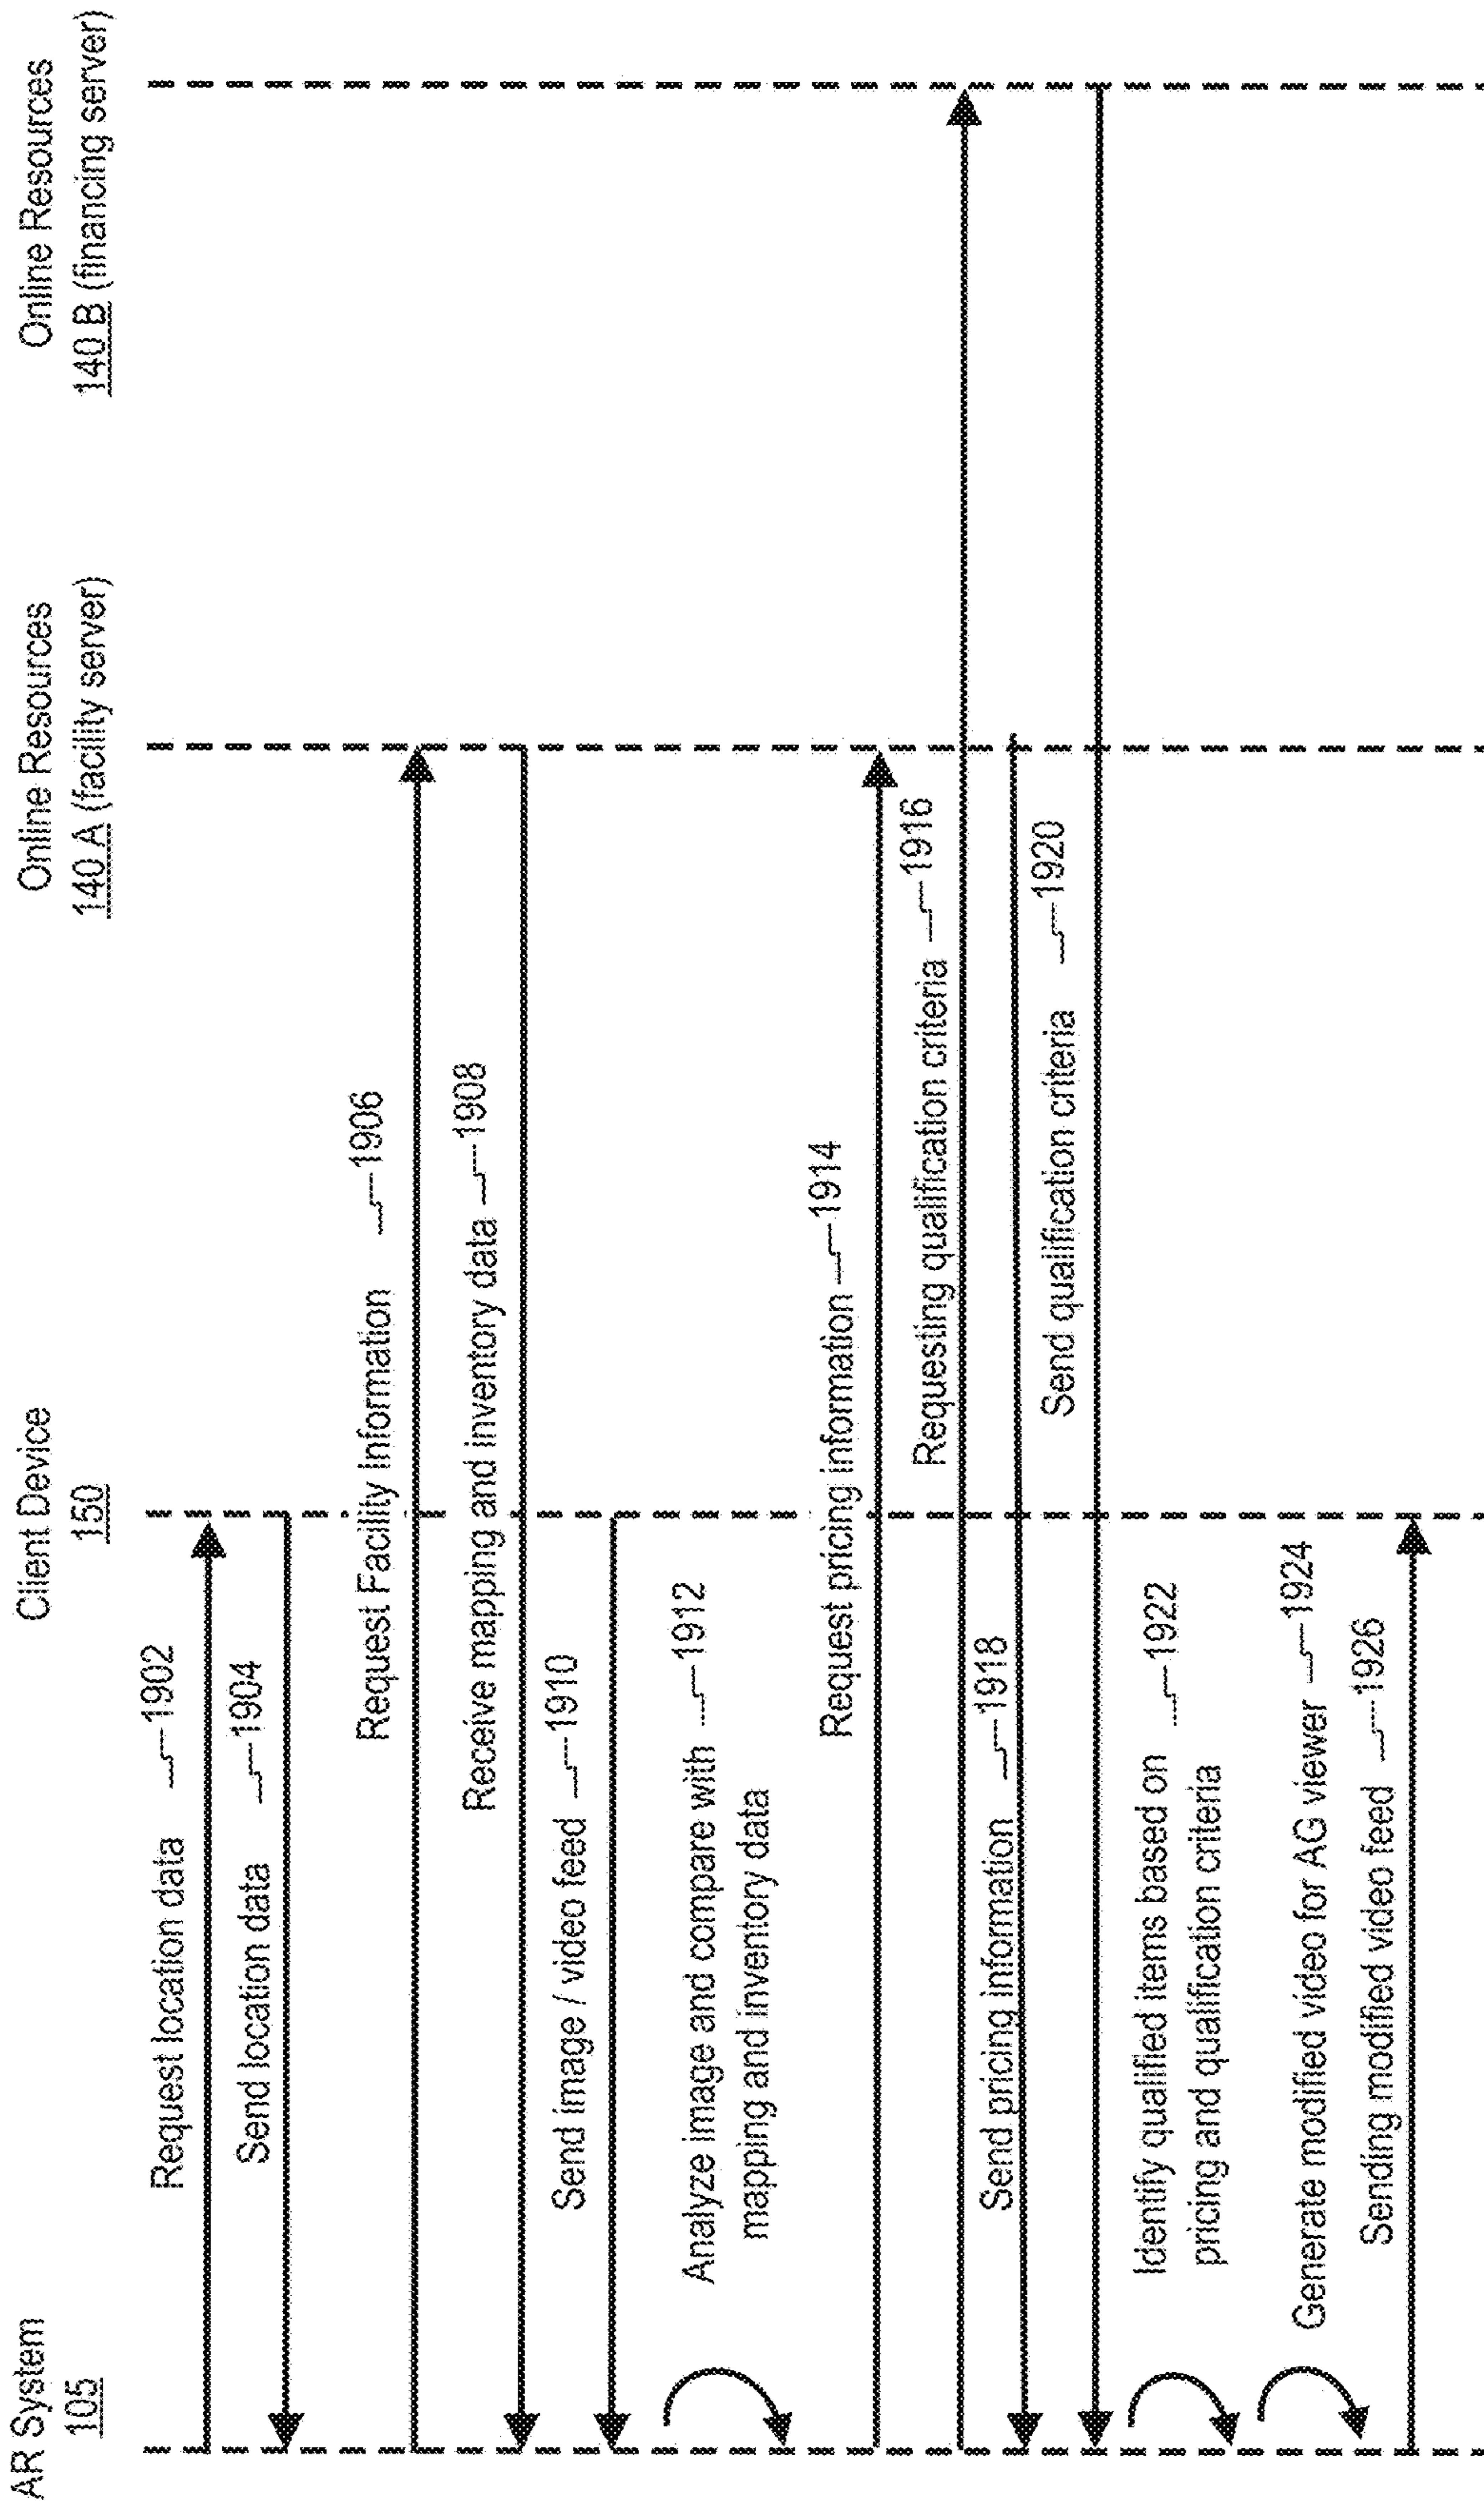 AR System
105
Client Device
150
Online Resources
140 A (facility server)
Online Resources
140 B (financing server)
Request location data 1902
Send location data 1904
Request Facility Information 1906
Receive mapping and inventory data 1908
Send image / video feed 1910
Analyze image and compare with 1912
mapping and inventory data
Request pricing information 1914
Requesting qualification criteria 1916
Send pricing information 1918
Send qualification criteria 1920
Identify qualified items based on 1922
pricing and qualification criteria
Generate modified video for AG viewer 1924
Sending modified video feed 1926